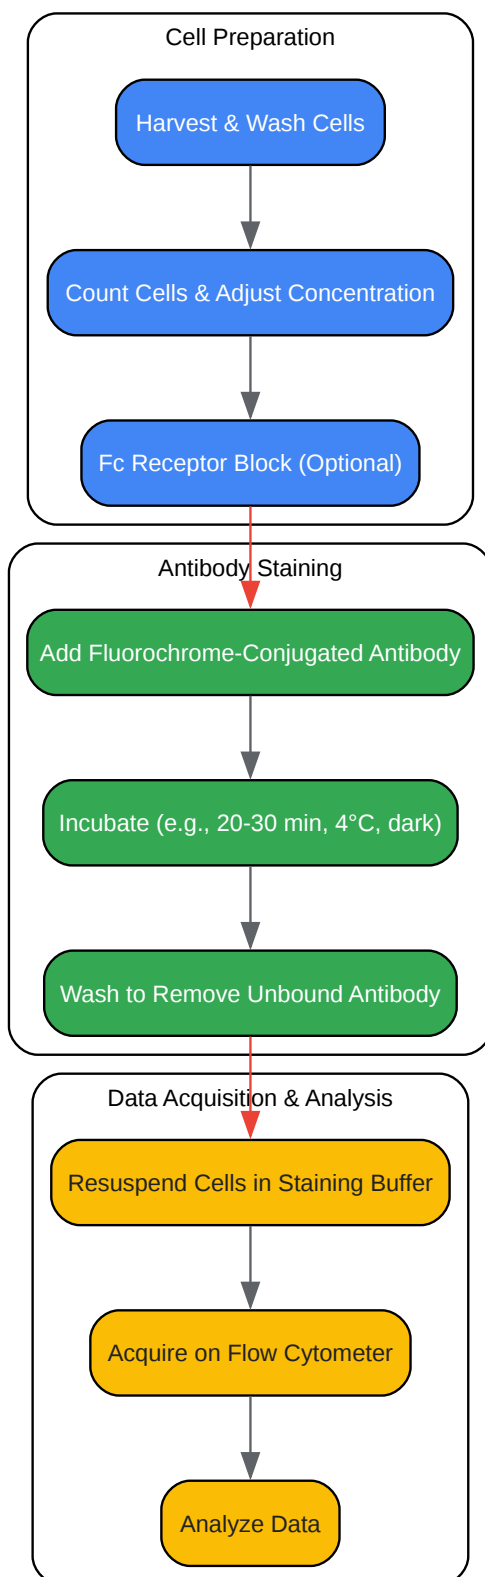 Cell Preparation
Harvest & Wash Cells
Count Cells & Adjust Concentration
Fc Receptor Block (Optional)
Antibody Staining
Add Fluorochrome-Conjugated Antibody
Incubate (e.g., 20-30 min, 4°C, dark)
Wash to Remove Unbound Antibody
Data Acquisition & Analysis
Resuspend Cells in Staining Buffer
Acquire on Flow Cytometer
Analyze Data